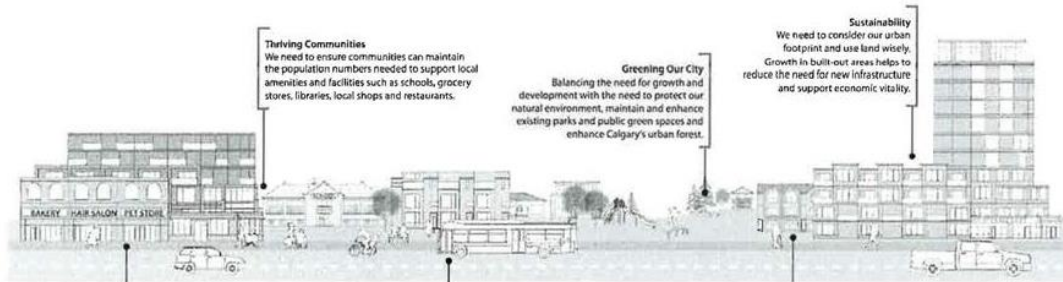 Thriving Communities
We need to ensure communities can maintain
the population numbers needed to support local
amenities and facilities such as schools, grocery
stores, libraries, local shops and restaurants.
Greening Our City
Balancing the need for growth and
development with the need to protect our
natural environment, maintain and enhance
existing parks and public green spaces and
enhance Calgary's urban forest.
Sustainability
We need to consider our urban
footprint and use land wisely.
Growth in built-out areas helps to
reduce the need for new infrastructure
and support economic vitality.
BAKERY HAIR SALON PET STORE
SCHOOL